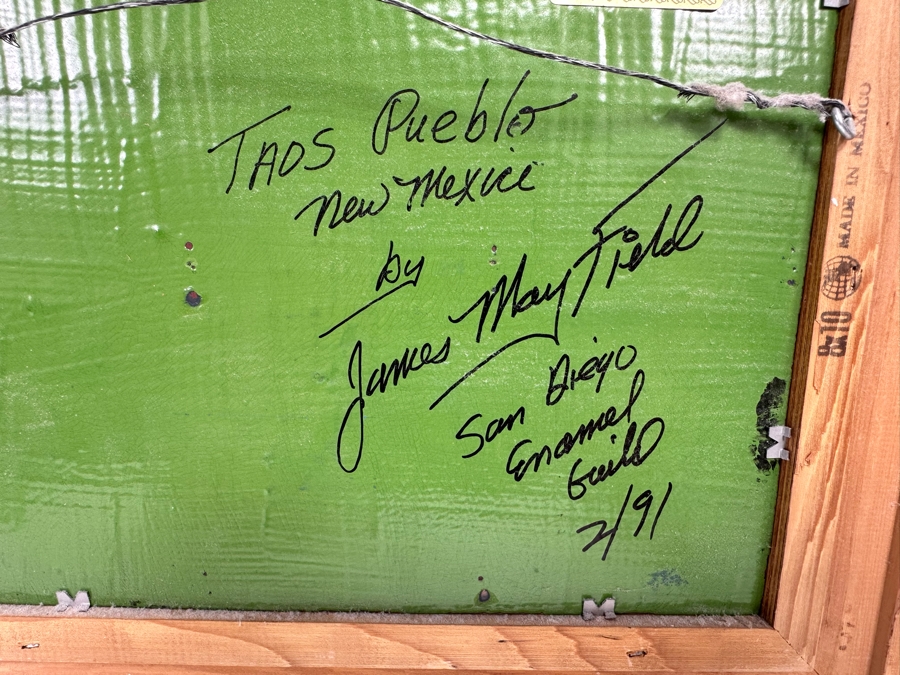 TAOS Pueblo
New Mexico
by
James MayField
San Diego
Enamel
Guild
2/91
MADE IN MEXICO
8x10